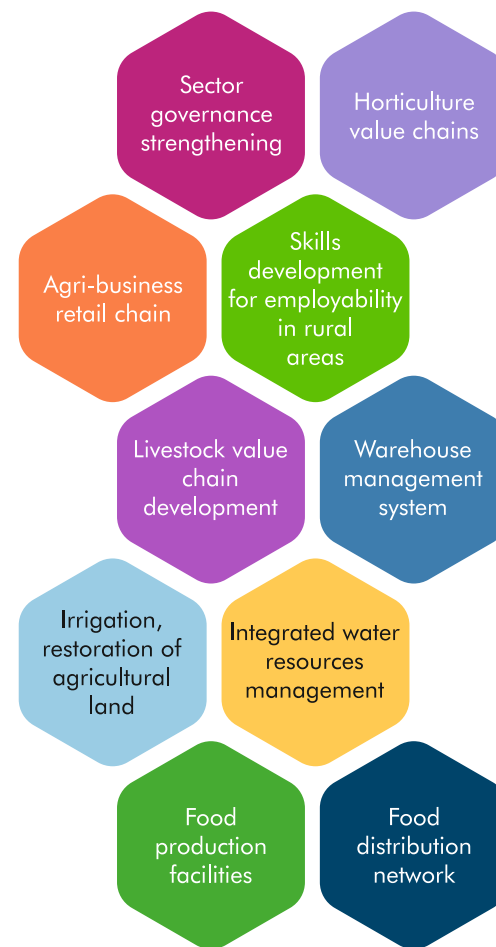 Sector
governance
strengthening
Horticulture
value chains
Agri-business
retail chain
Skills
development
for employability
in rural
areas
Livestock value
chain
development
Warehouse
management
system
Irrigation,
restoration of
agricultural
land
Integrated water
resources
management
Food
production
facilities
Food
distribution
network